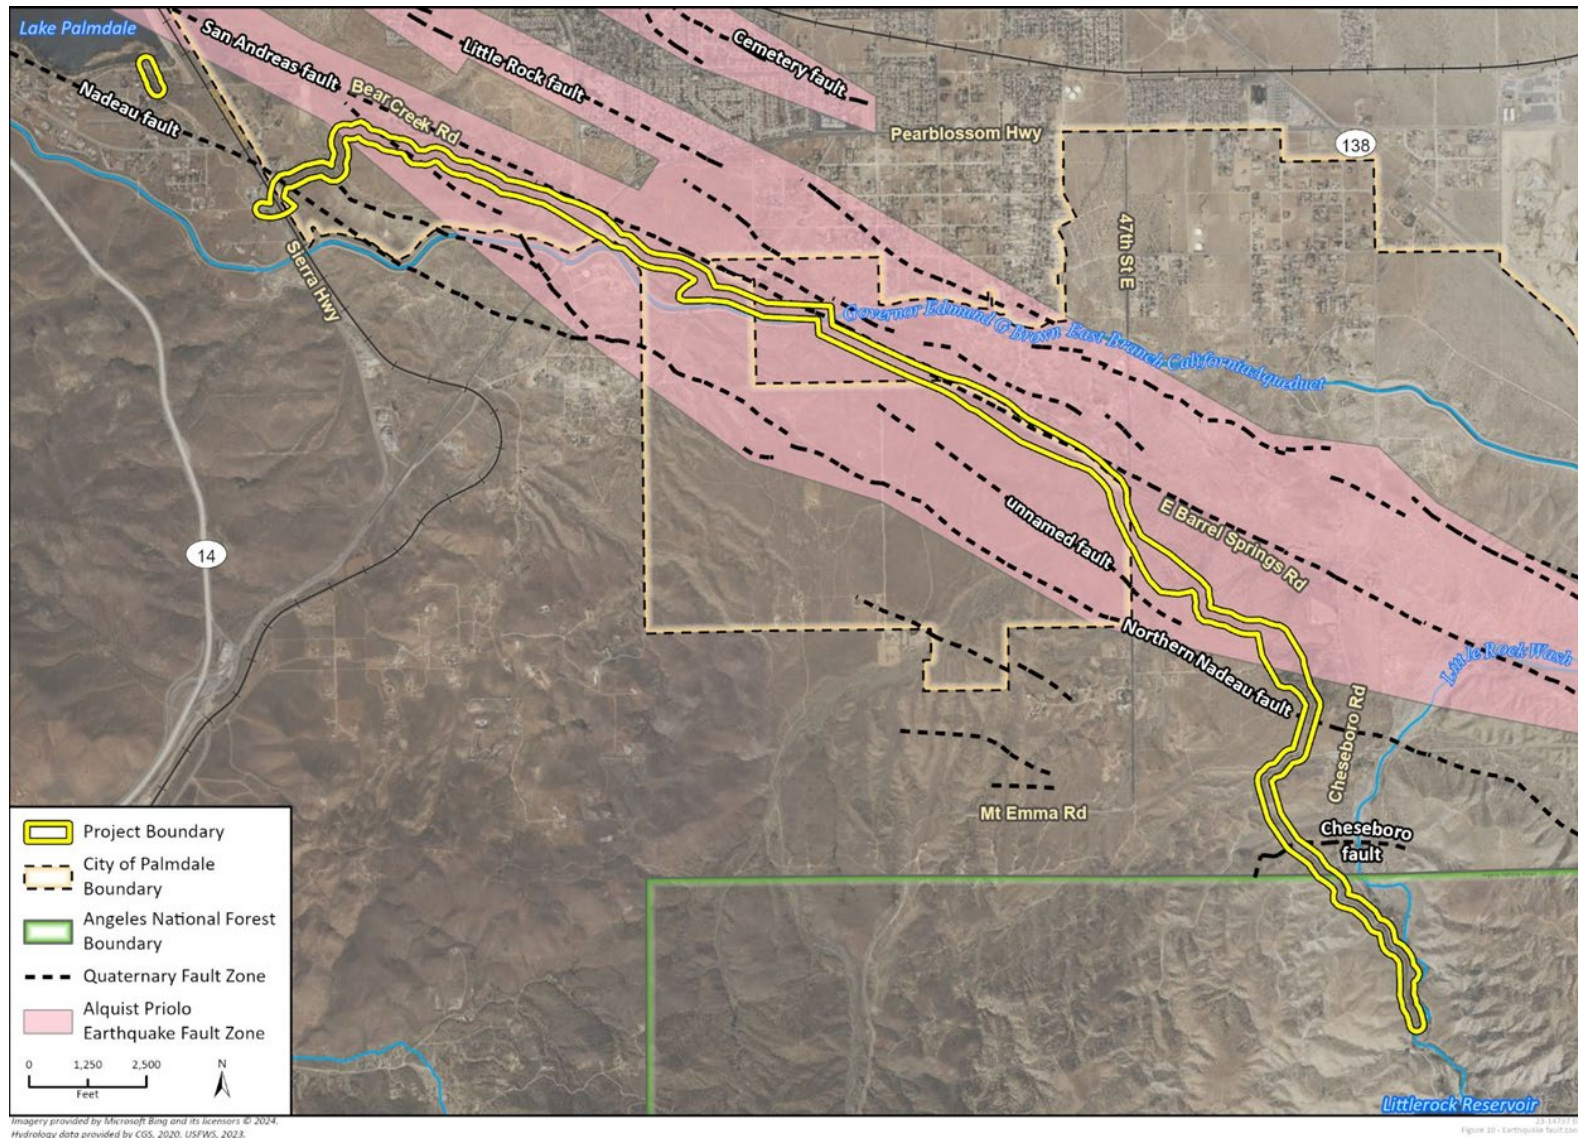 Lake Palmdale
San Andreas fault
Little Rock fault
Cemetery fault
Nadeau fault
Bear Creek Rd
Pearblossom Hwy
138
47th St E
Sierra Hwy
Governor Edmund G Brown East Branch California Aqueduct
14
unnamed fault
E Barrel Springs Rd
Northern Nadeau fault
Little Rock Wash
Cheseboro Rd
Mt Emma Rd
Cheseboro
fault
Littlerock Reservoir
Project Boundary
City of Palmdale
Boundary
Angeles National Forest
Boundary
Quaternary Fault Zone
Alquist Priolo
Earthquake Fault Zone
0 1,250 2,500
Feet
N
Imagery provided by Microsoft Bing and its licensors © 2024.
Hydrology data provided by CGS, 2020, USFWS, 2023.